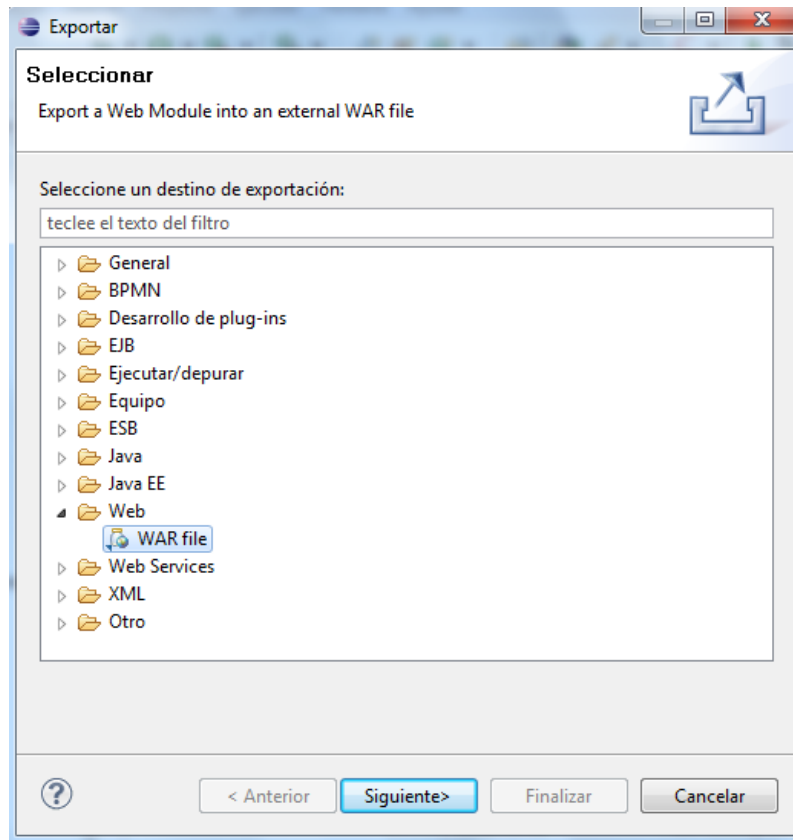 Exportar
Seleccionar
Export a Web Module into an external WAR file
Seleccione un destino de exportación:
teclee el texto del filtro
General
BPMN
Desarrollo de plug-ins
EJB
Ejecutar/depurar
Equipo
ESB
Java
Java EE
Web
WAR file
Web Services
XML
Otro
?
< Anterior Siguiente> Finalizar Cancelar